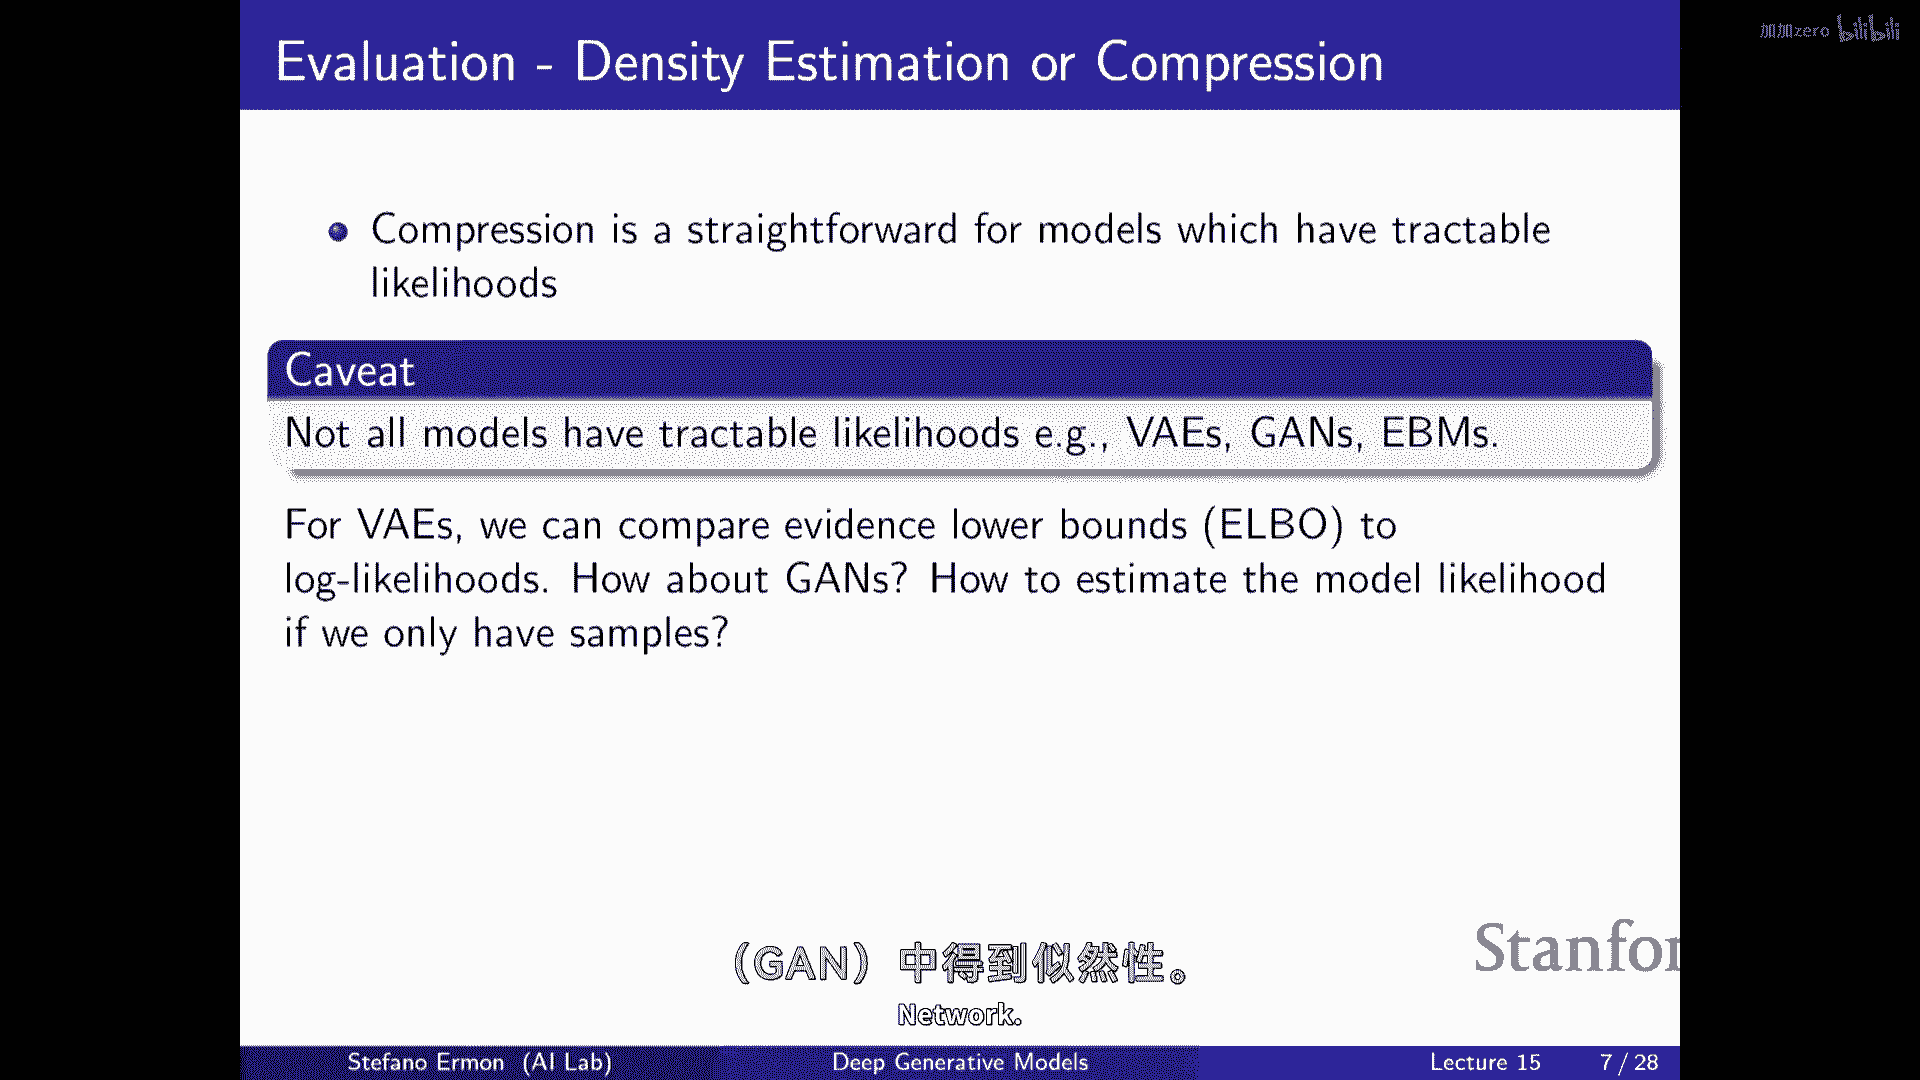 加加zero bilibili
Evaluation - Density Estimation or Compression
Compression is a straightforward for models which have tractable
likelihoods
Caveat
Not all models have tractable likelihoods e.g., VAEs, GANs, EBMs.
For VAEs, we can compare evidence lower bounds (ELBO) to
log-likelihoods. How about GANs? How to estimate the model likelihood
if we only have samples?
Stanfor
（GAN）中得到似然性。
Network.
Stefano Ermon (AI Lab) Deep Generative Models Lecture 15 7 / 28